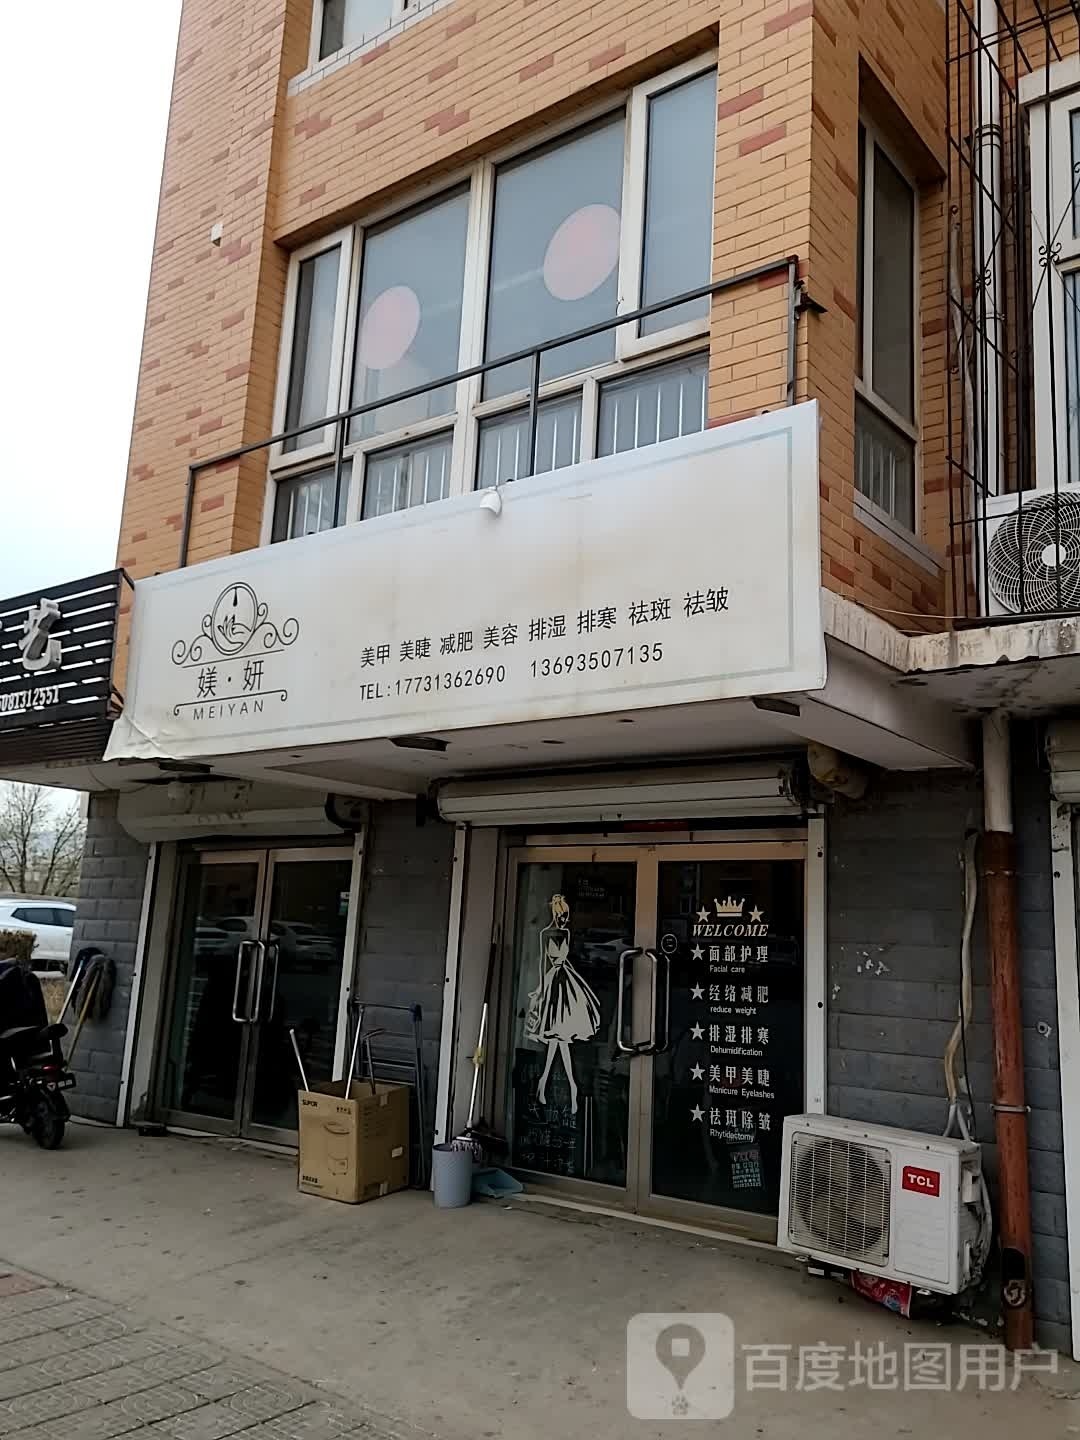 艺
081312551
媄·妍
MEIYAN
美甲 美睫 减肥 美容 排湿 排寒 祛斑 祛皱
TEL:17731362690 13693507135
WELCOME
★面部护理
Facial care
★经络减肥
reduce weight
★排湿排寒
Dehumidification
★美甲美睫
Manicure Eyelashes
★祛斑除皱
Rhytidectomy
SUPOR
TCL
百度地图用户